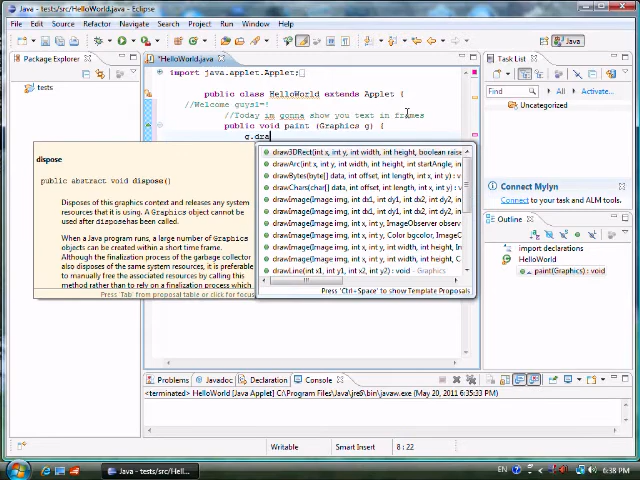 Java - tests/src/HelloWorld.java - Eclipse
File Edit Source Refactor Navigate Search Project Run Window Help
Java
Package Explorer
tests
*HelloWorld.java
import java.applet.Applet;
public class HelloWorld extends Applet {
//Welcome guys1=!
//Today im gonna show you text in frames
public void paint (Graphics g) {
g.dra
dispose
public abstract void dispose()
Disposes of this graphics context and releases any system
resources that it is using. A Graphics object cannot be
used after dispose has been called.
When a Java program runs, a large number of Graphics
objects can be created within a short time frame.
Although the finalization process of the garbage collector
also disposes of the same system resources, it is preferable
to manually free the associated resources by calling this
method rather than to rely on a finalization process which
Press 'Tab' from proposal table or click for focus
draw3DRect(int x, int y, int width, int height, boolean raise
drawArc(int x, int y, int width, int height, int startAngle, in
drawBytes(byte[] data, int offset, int length, int x, int y) : v
drawChars(char[] data, int offset, int length, int x, int y) :
drawImage(Image img, int dx1, int dy1, int dx2, int dy2, i
drawImage(Image img, int dx1, int dy1, int dx2, int dy2, i
drawImage(Image img, int x, int y, ImageObserver observ
drawImage(Image img, int x, int y, Color bgcolor, ImageO
drawImage(Image img, int x, int y, int width, int height, In
drawImage(Image img, int x, int y, int width, int height, C
drawLine(int x1, int y1, int x2, int y2) : void - Graphics
Press 'Ctrl+Space' to show Template Proposals
Task List
Find
All
Uncategorized
Connect Mylyn
Connect to your task and ALM tools.
Outline
import declarations
HelloWorld
paint(Graphics) : void
Problems Javadoc Declaration Console
<terminated> HelloWorld [Java Applet] C:\Program Files\Java\jre6\bin\javaw.exe (May 20, 2011 6:35:33 PM)
Writable Smart Insert 8 : 22
Java - tests/src/Hell...
EN 6:38 PM